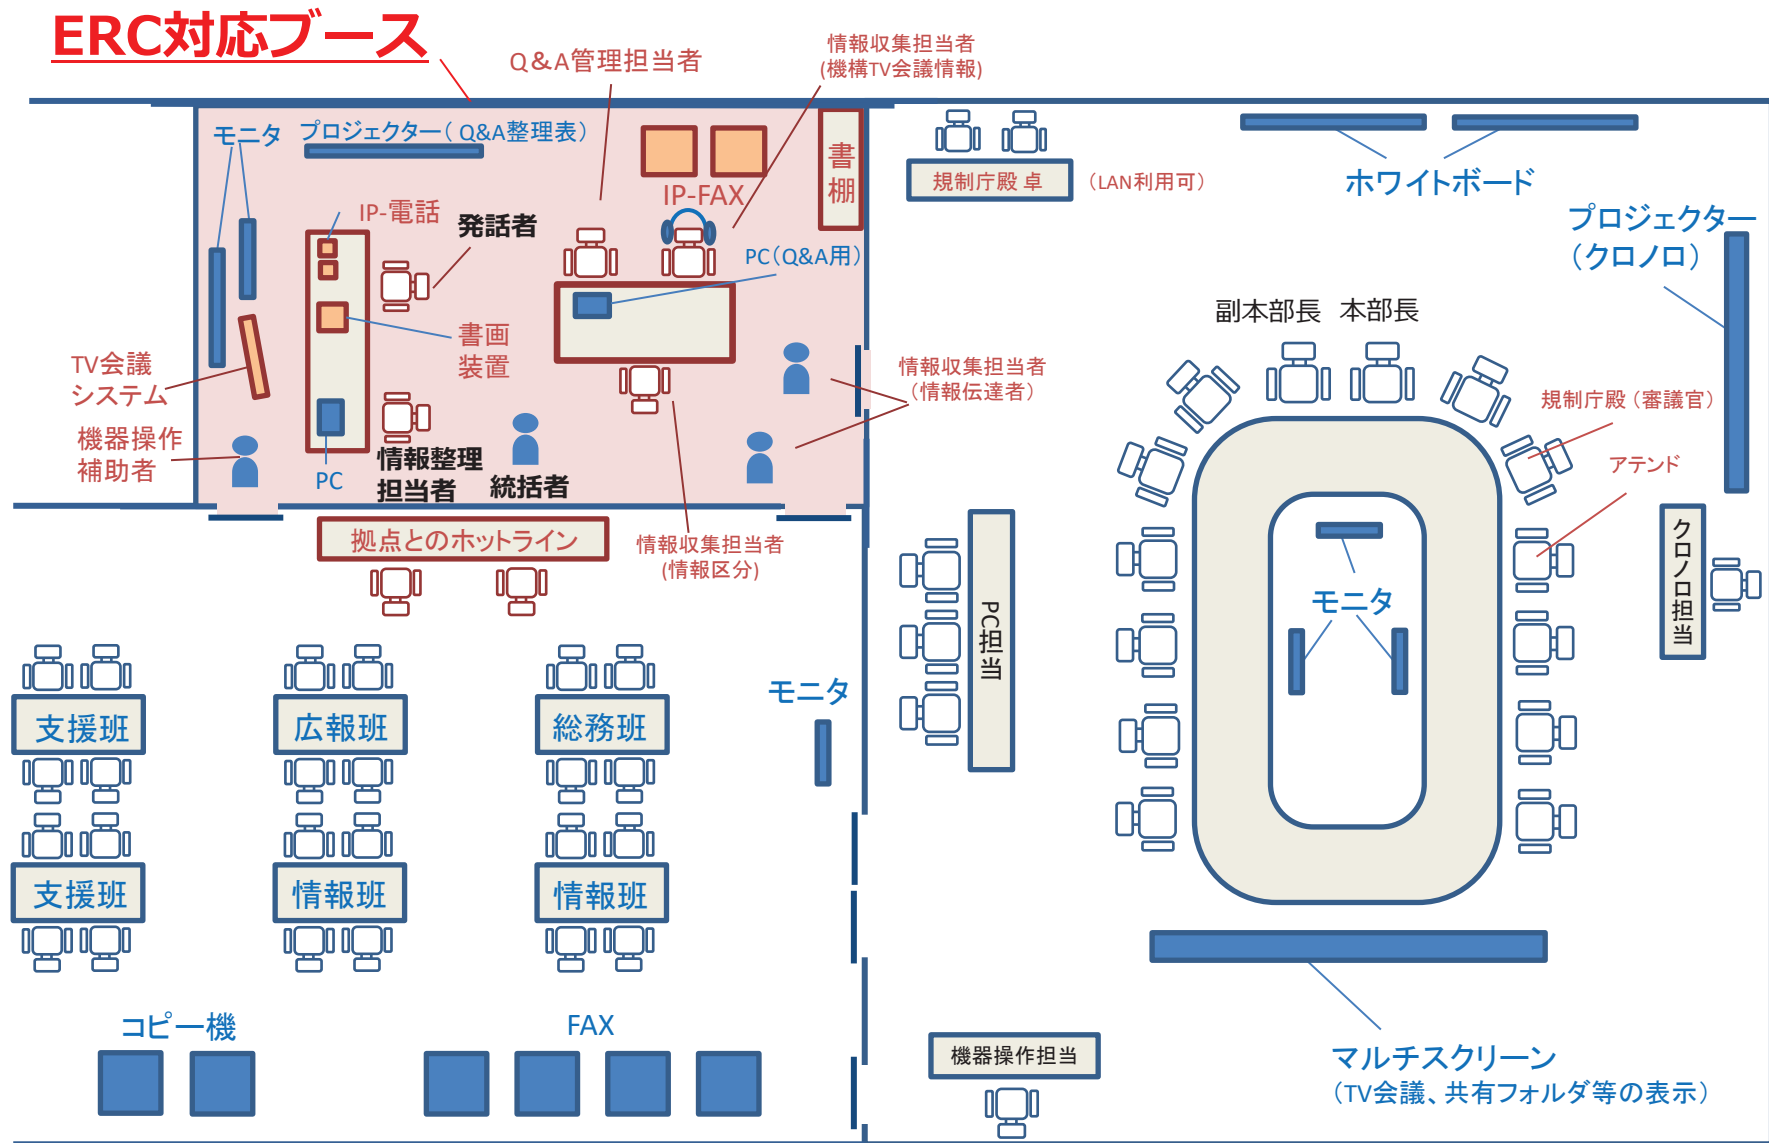 ERC対応ブース
Q&A管理担当者
情報収集担当者
(機構TV会議情報)
モニタ
プロジェクター(Q&A整理表)
IP-FAX
書
棚
IP-電話
発話者
PC(Q&A用)
書画
装置
TV会議
システム
機器操作
補助者
PC
情報整理
担当者
統括者
情報収集担当者
(情報伝達者)
拠点とのホットライン
情報収集担当者
(情報区分)
規制庁殿 卓
(LAN利用可)
ホワイトボード
プロジェクター
(クロノロ)
副本部長
本部長
規制庁殿(審議官)
アテンド
モニタ
クロノロ担当
PC担当
支援班
広報班
総務班
モニタ
支援班
情報班
情報班
コピー機
FAX
機器操作担当
マルチスクリーン
(TV会議、共有フォルダ等の表示)